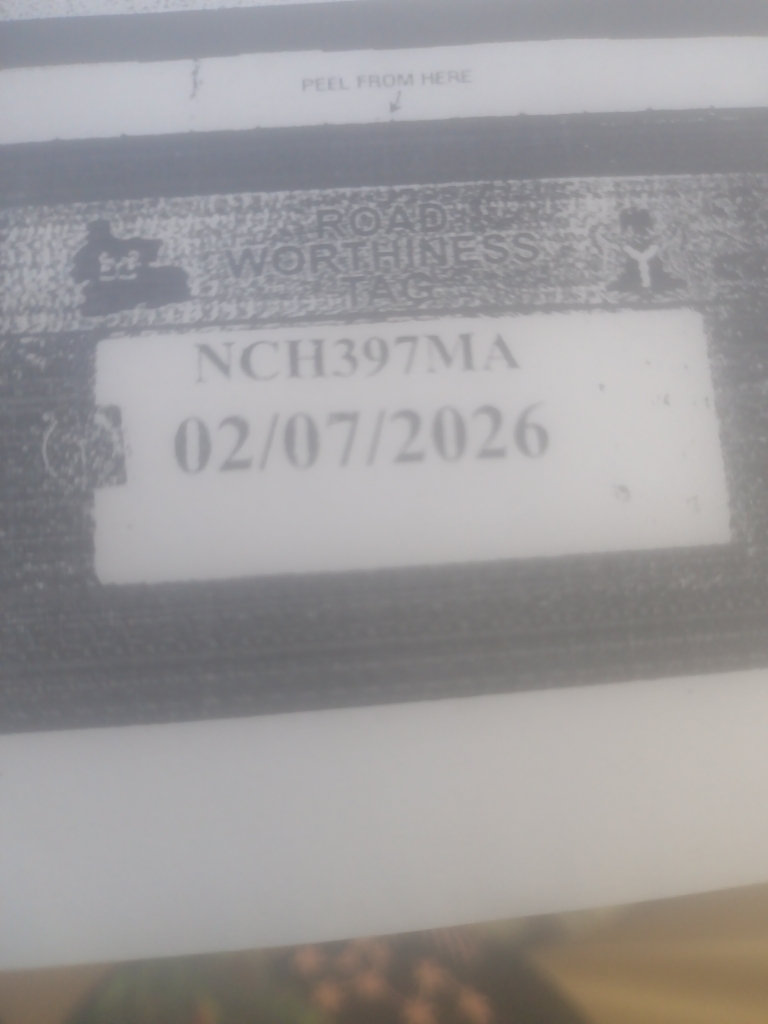 PEEL FROM HERE
ROAD
WORTHINESS
TAG
NCH397MA
02/07/2026